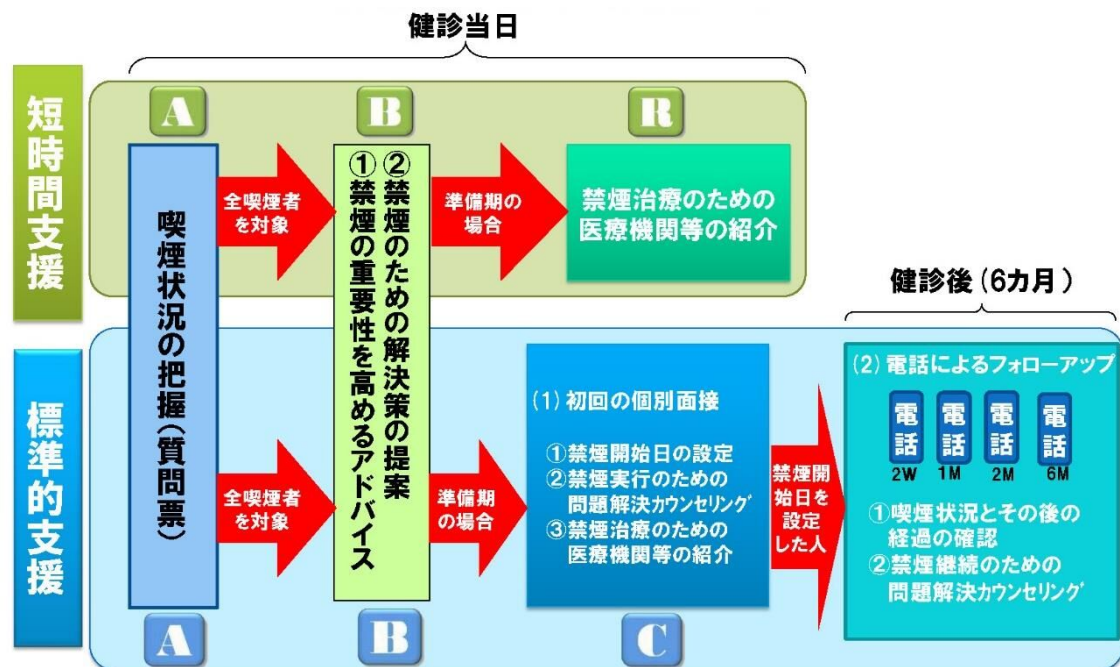 健診当日
短時間支援
A
B
R
喫煙状況の把握(質問票)
全喫煙者
を対象
①禁煙の重要性を高めるアドバイス
②禁煙のための解決策の提案
準備期の
場合
禁煙治療のための
医療機関等の紹介
健診後(6カ月)
標準的支援
全喫煙者
を対象
準備期
の場合
(1) 初回の個別面接
①禁煙開始日の設定
②禁煙実行のための
問題解決カウンセリング
③禁煙治療のための
医療機関等の紹介
禁煙開
始日を
設定
した人
(2) 電話によるフォローアップ
電話
電話
電話
電話
2W
1M
2M
6M
①喫煙状況とその後の
経過の確認
②禁煙継続のための
問題解決カウンセリング
A
B
C